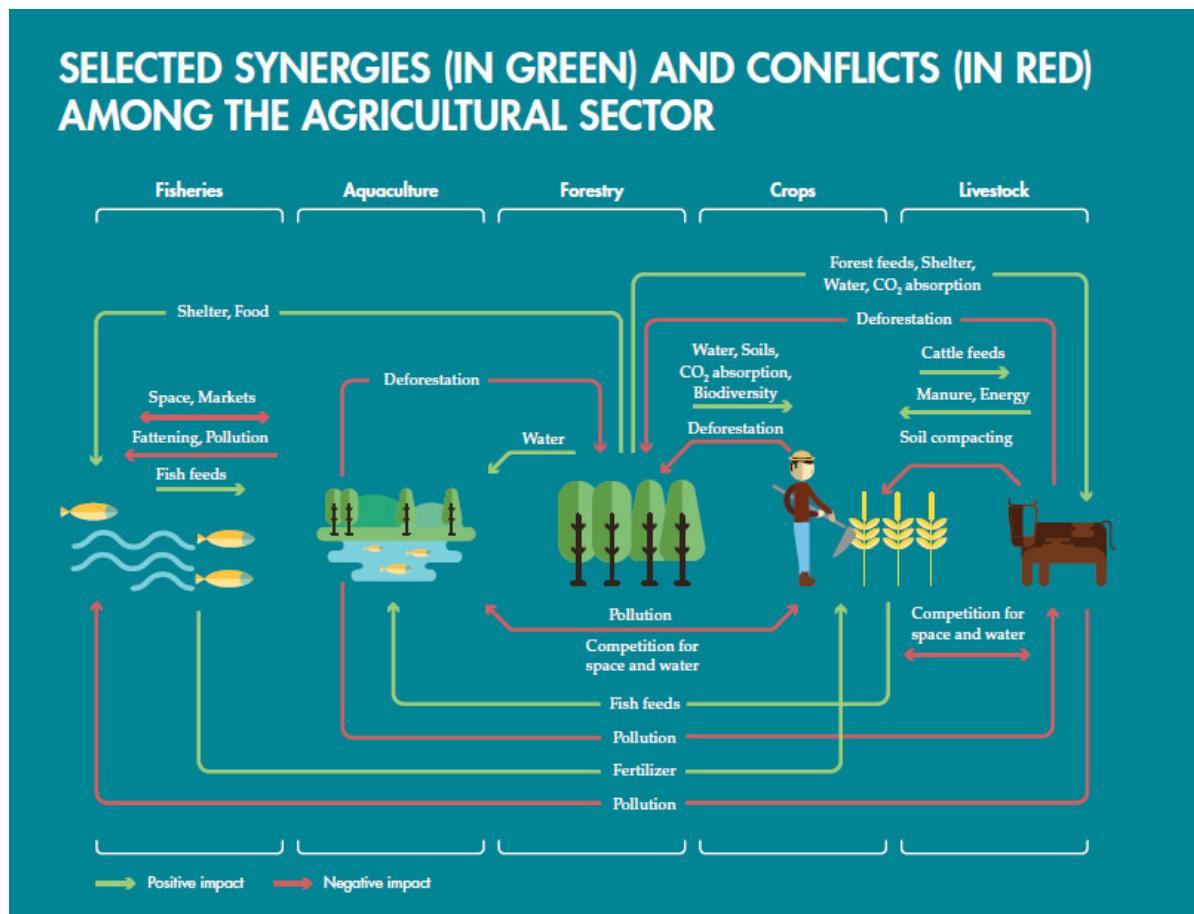 SELECTED SYNERGIES (IN GREEN) AND CONFLICTS (IN RED)
AMONG THE AGRICULTURAL SECTOR
Fisheries
Aquaculture
Forestry
Crops
Livestock
Forest feeds, Shelter,
Water, CO₂ absorption
Shelter, Food
Deforestation
Water, Soils,
CO₂ absorption,
Biodiversity
Cattle feeds
Deforestation
Space, Markets
Manure, Energy
Fattening, Pollution
Water
Deforestation
Soil compacting
Fish feeds
Pollution
Competition for
space and water
Competition for
space and water
Fish feeds
Pollution
Fertilizer
Pollution
Positive impact
Negative impact